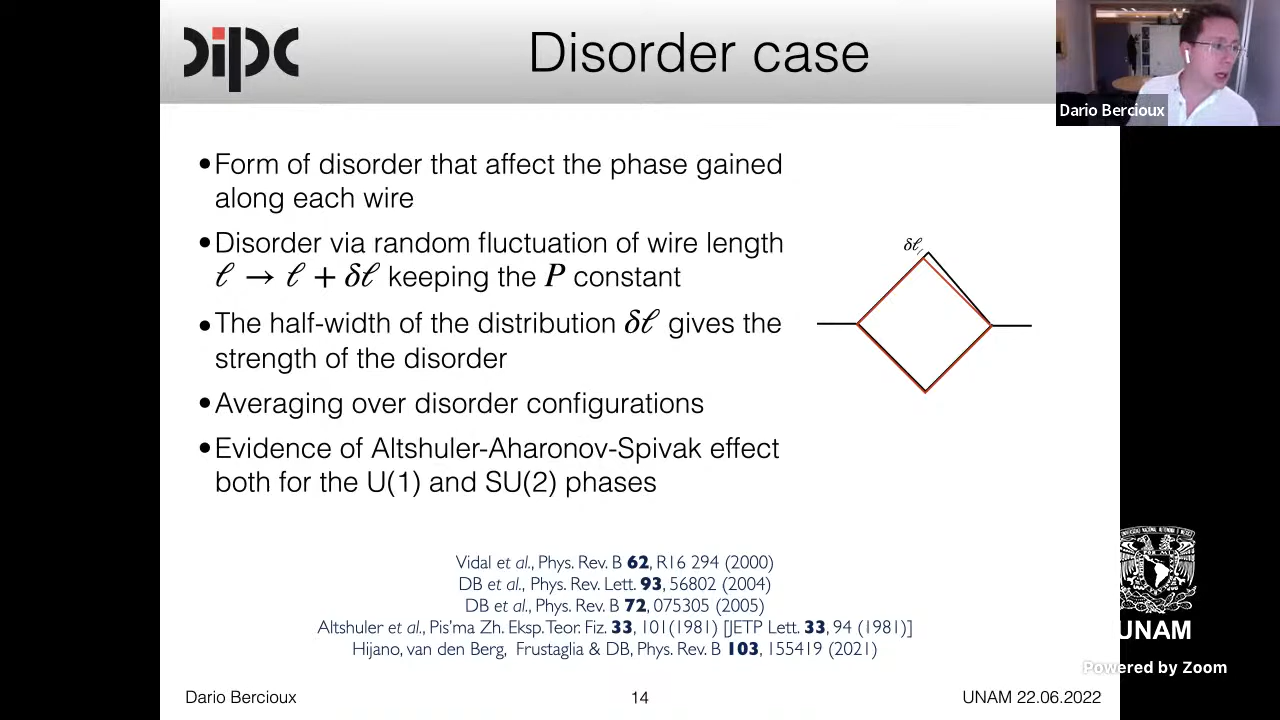 dipc
Disorder case
Dario Bercioux
•Form of disorder that affect the phase gained
along each wire
•Disorder via random fluctuation of wire length
ℓ → ℓ + δℓ keeping the P constant
•The half-width of the distribution δℓ gives the
strength of the disorder
•Averaging over disorder configurations
•Evidence of Altshuler-Aharonov-Spivak effect
both for the U(1) and SU(2) phases
δℓ
Vidal et al., Phys. Rev. B 62, R16 294 (2000)
DB et al., Phys. Rev. Lett. 93, 56802 (2004)
DB et al., Phys. Rev. B 72, 075305 (2005)
Altshuler et al., Pis'ma Zh. Eksp. Teor. Fiz. 33, 101(1981) [JETP Lett. 33, 94 (1981)]
Hijano, van den Berg, Frustaglia & DB, Phys. Rev. B 103, 155419 (2021)
UNAM
Powered by Zoom
Dario Bercioux
14
UNAM 22.06.2022